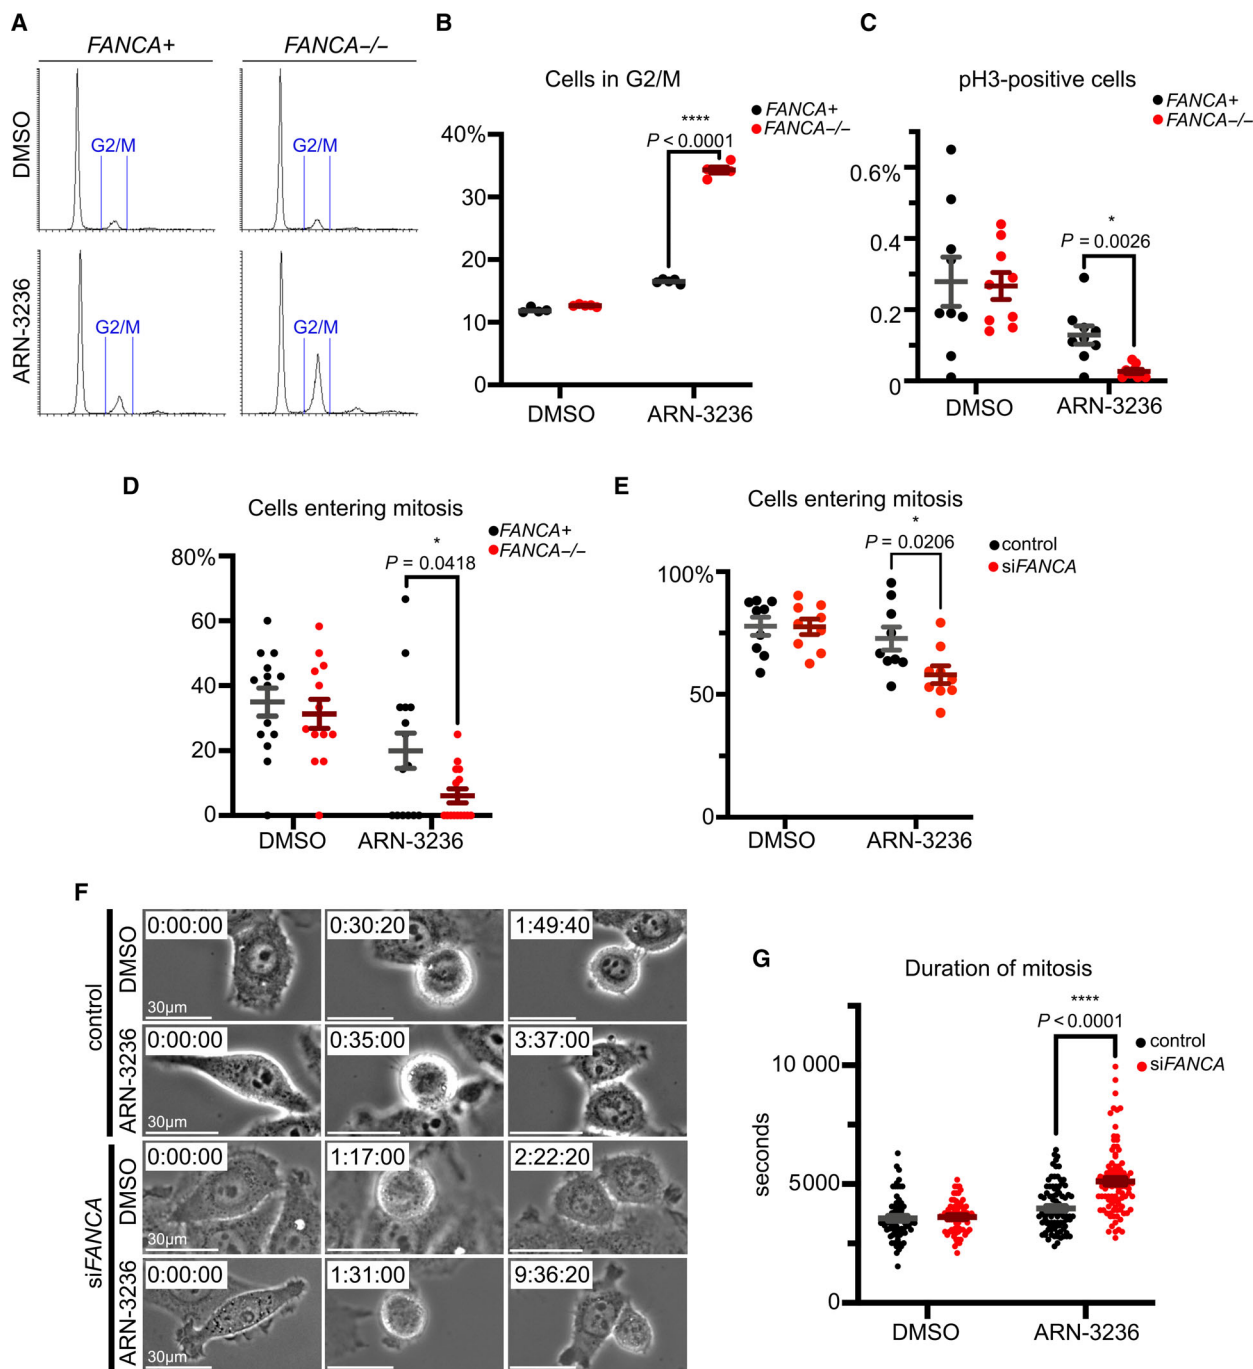 A
FANCA+
FANCA–/–
DMSO
G2/M
G2/M
ARN-3236
G2/M
G2/M
B
Cells in G2/M
FANCA+
FANCA–/–
****
P < 0.0001
40%
30
20
10
0
DMSO
ARN-3236
C
pH3-positive cells
FANCA+
FANCA–/–
0.6%
0.4
0.2
0
*
P = 0.0026
DMSO
ARN-3236
D
Cells entering mitosis
FANCA+
FANCA–/–
*
P = 0.0418
80%
60
40
20
0
DMSO
ARN-3236
E
Cells entering mitosis
control
siFANCA
*
P = 0.0206
100%
50
0
DMSO
ARN-3236
F
control
DMSO
0:00:00
0:30:20
1:49:40
30μm
ARN-3236
0:00:00
0:35:00
3:37:00
30μm
siFANCA
DMSO
0:00:00
1:17:00
2:22:20
30μm
ARN-3236
0:00:00
1:31:00
9:36:20
30μm
G
Duration of mitosis
****
P < 0.0001
control
siFANCA
seconds
10 000
5000
0
DMSO
ARN-3236